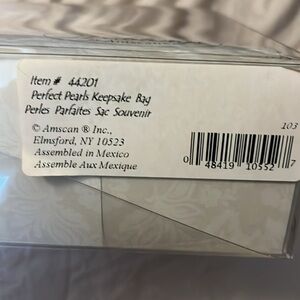 Item # 44201
Perfect Pearls Keepsake Bag
Perles Parfaites Sac Souvenir
© Amscan ® Inc.,
Elmsford, NY 10523
Assembled in Mexico
Assemble Aux Mexique
103
0 48419 10552 7